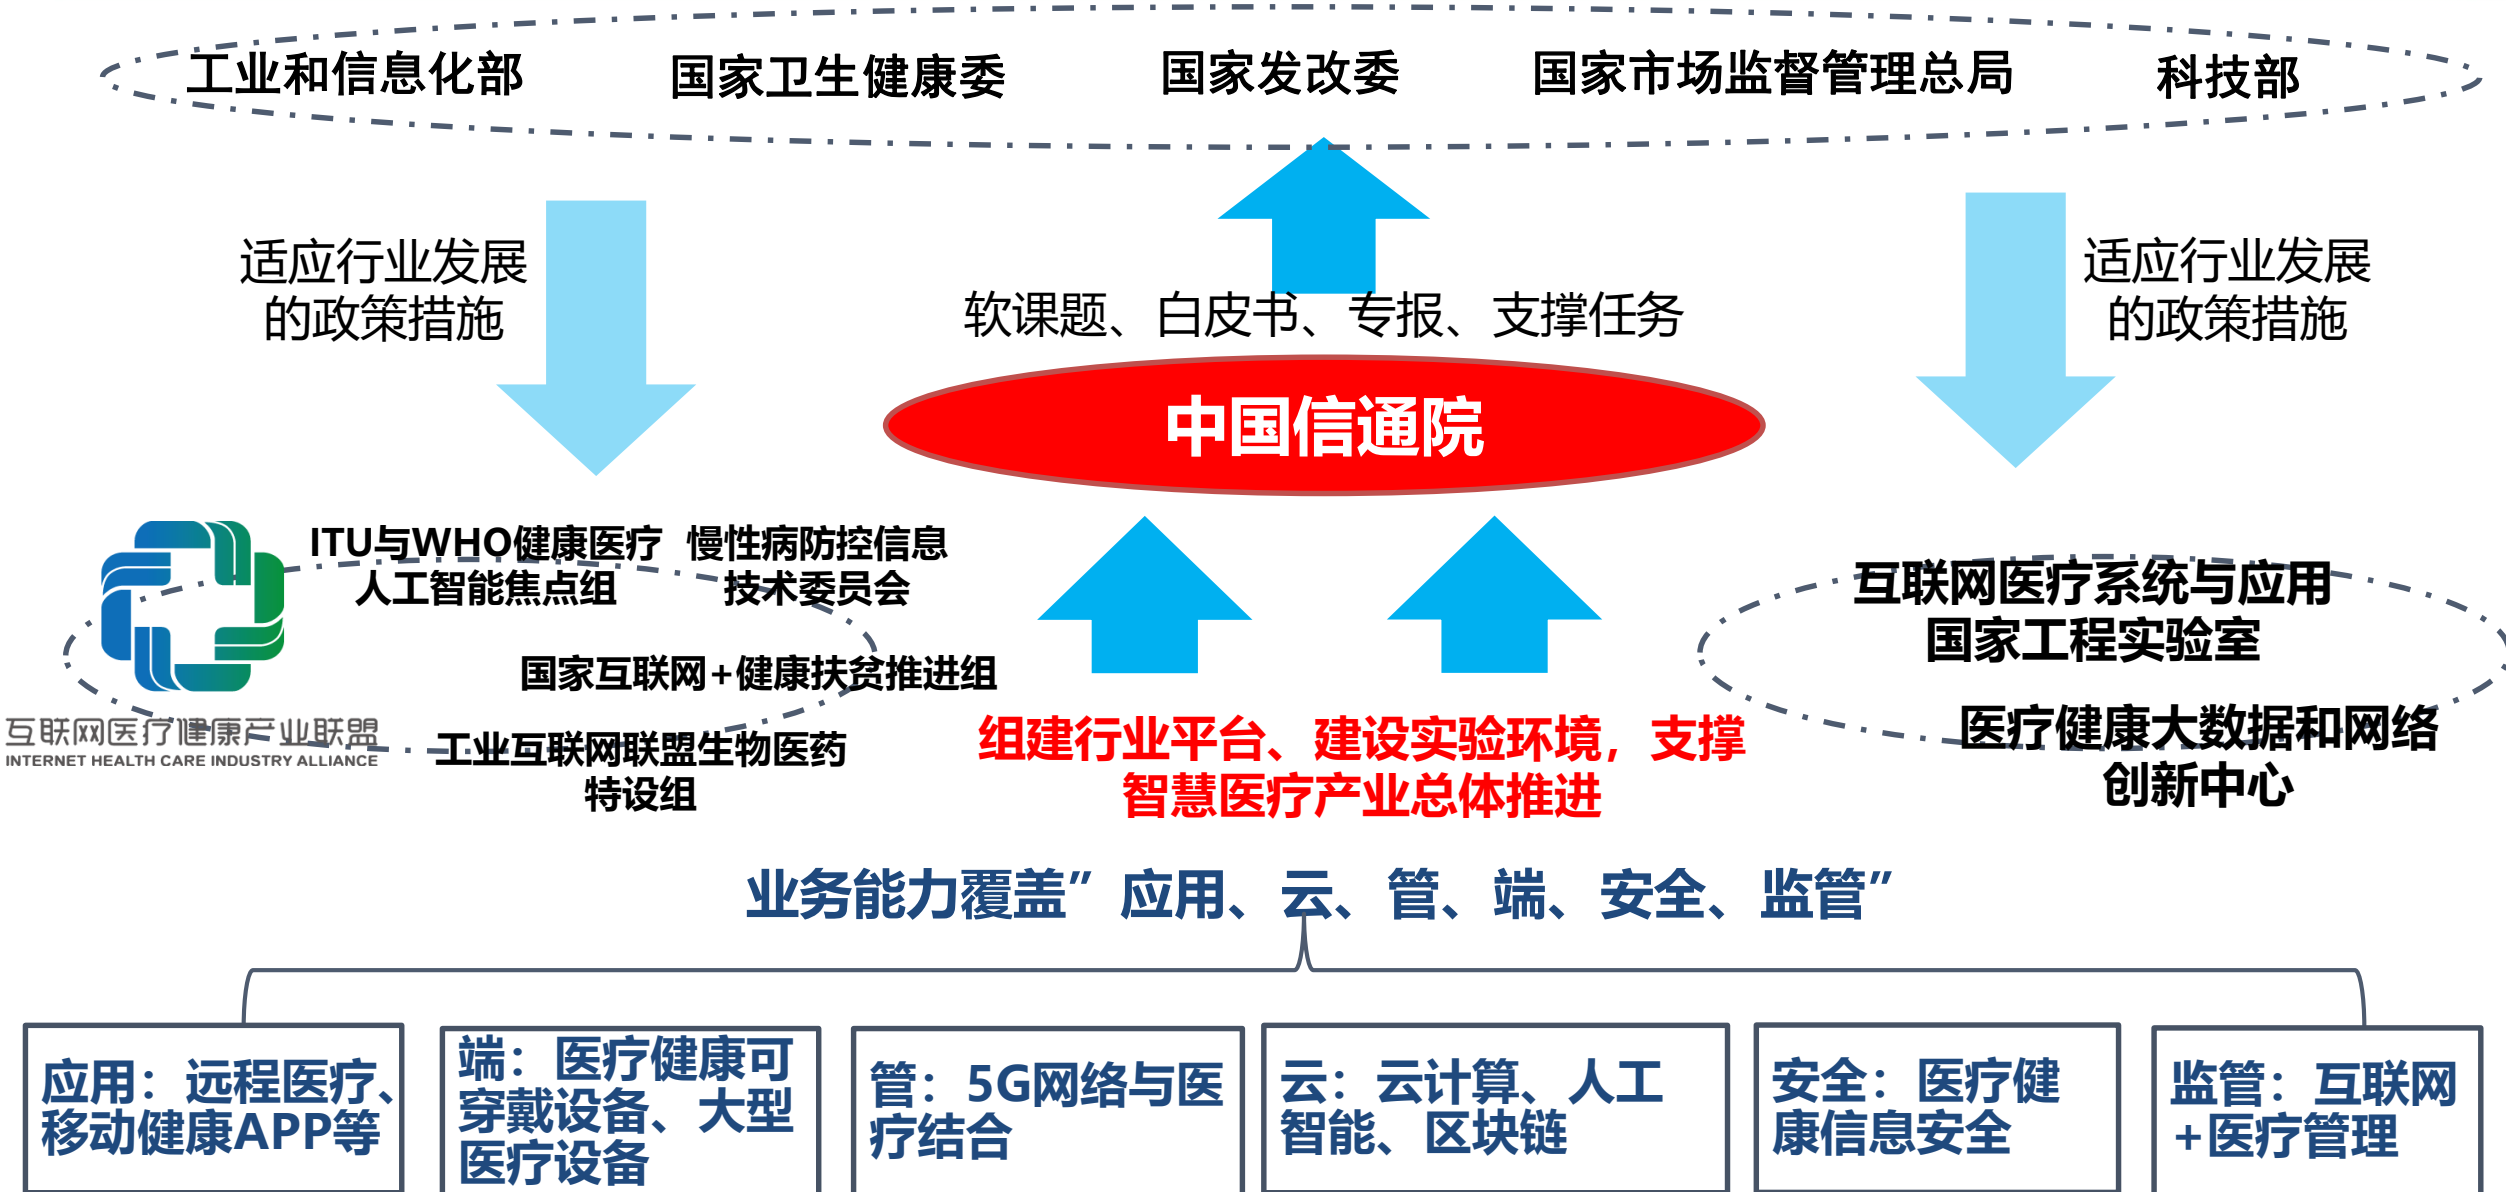 工业和信息化部
国家卫生健康委
国家发改委
国家市场监督管理总局
科技部
适应行业发展
的政策措施
软课题、白皮书、专报、支撑任务
适应行业发展
的政策措施
中国信通院
ITU与WHO健康医疗
人工智能焦点组
慢性病防控信息
技术委员会
国家互联网+健康扶贫推进组
互联网医疗健康产业联盟
INTERNET HEALTH CARE INDUSTRY ALLIANCE
工业互联网联盟生物医药
特设组
组建行业平台、建设实验环境，支撑
智慧医疗产业总体推进
互联网医疗系统与应用
国家工程实验室
医疗健康大数据和网络
创新中心
业务能力覆盖”应用、云、管、端、安全、监管”
应用：远程医疗、
移动健康APP等
端：医疗健康可
穿戴设备、大型
医疗设备
管：5G网络与医
疗结合
云：云计算、人工
智能、区块链
安全：医疗健
康信息安全
监管：互联网
+医疗管理